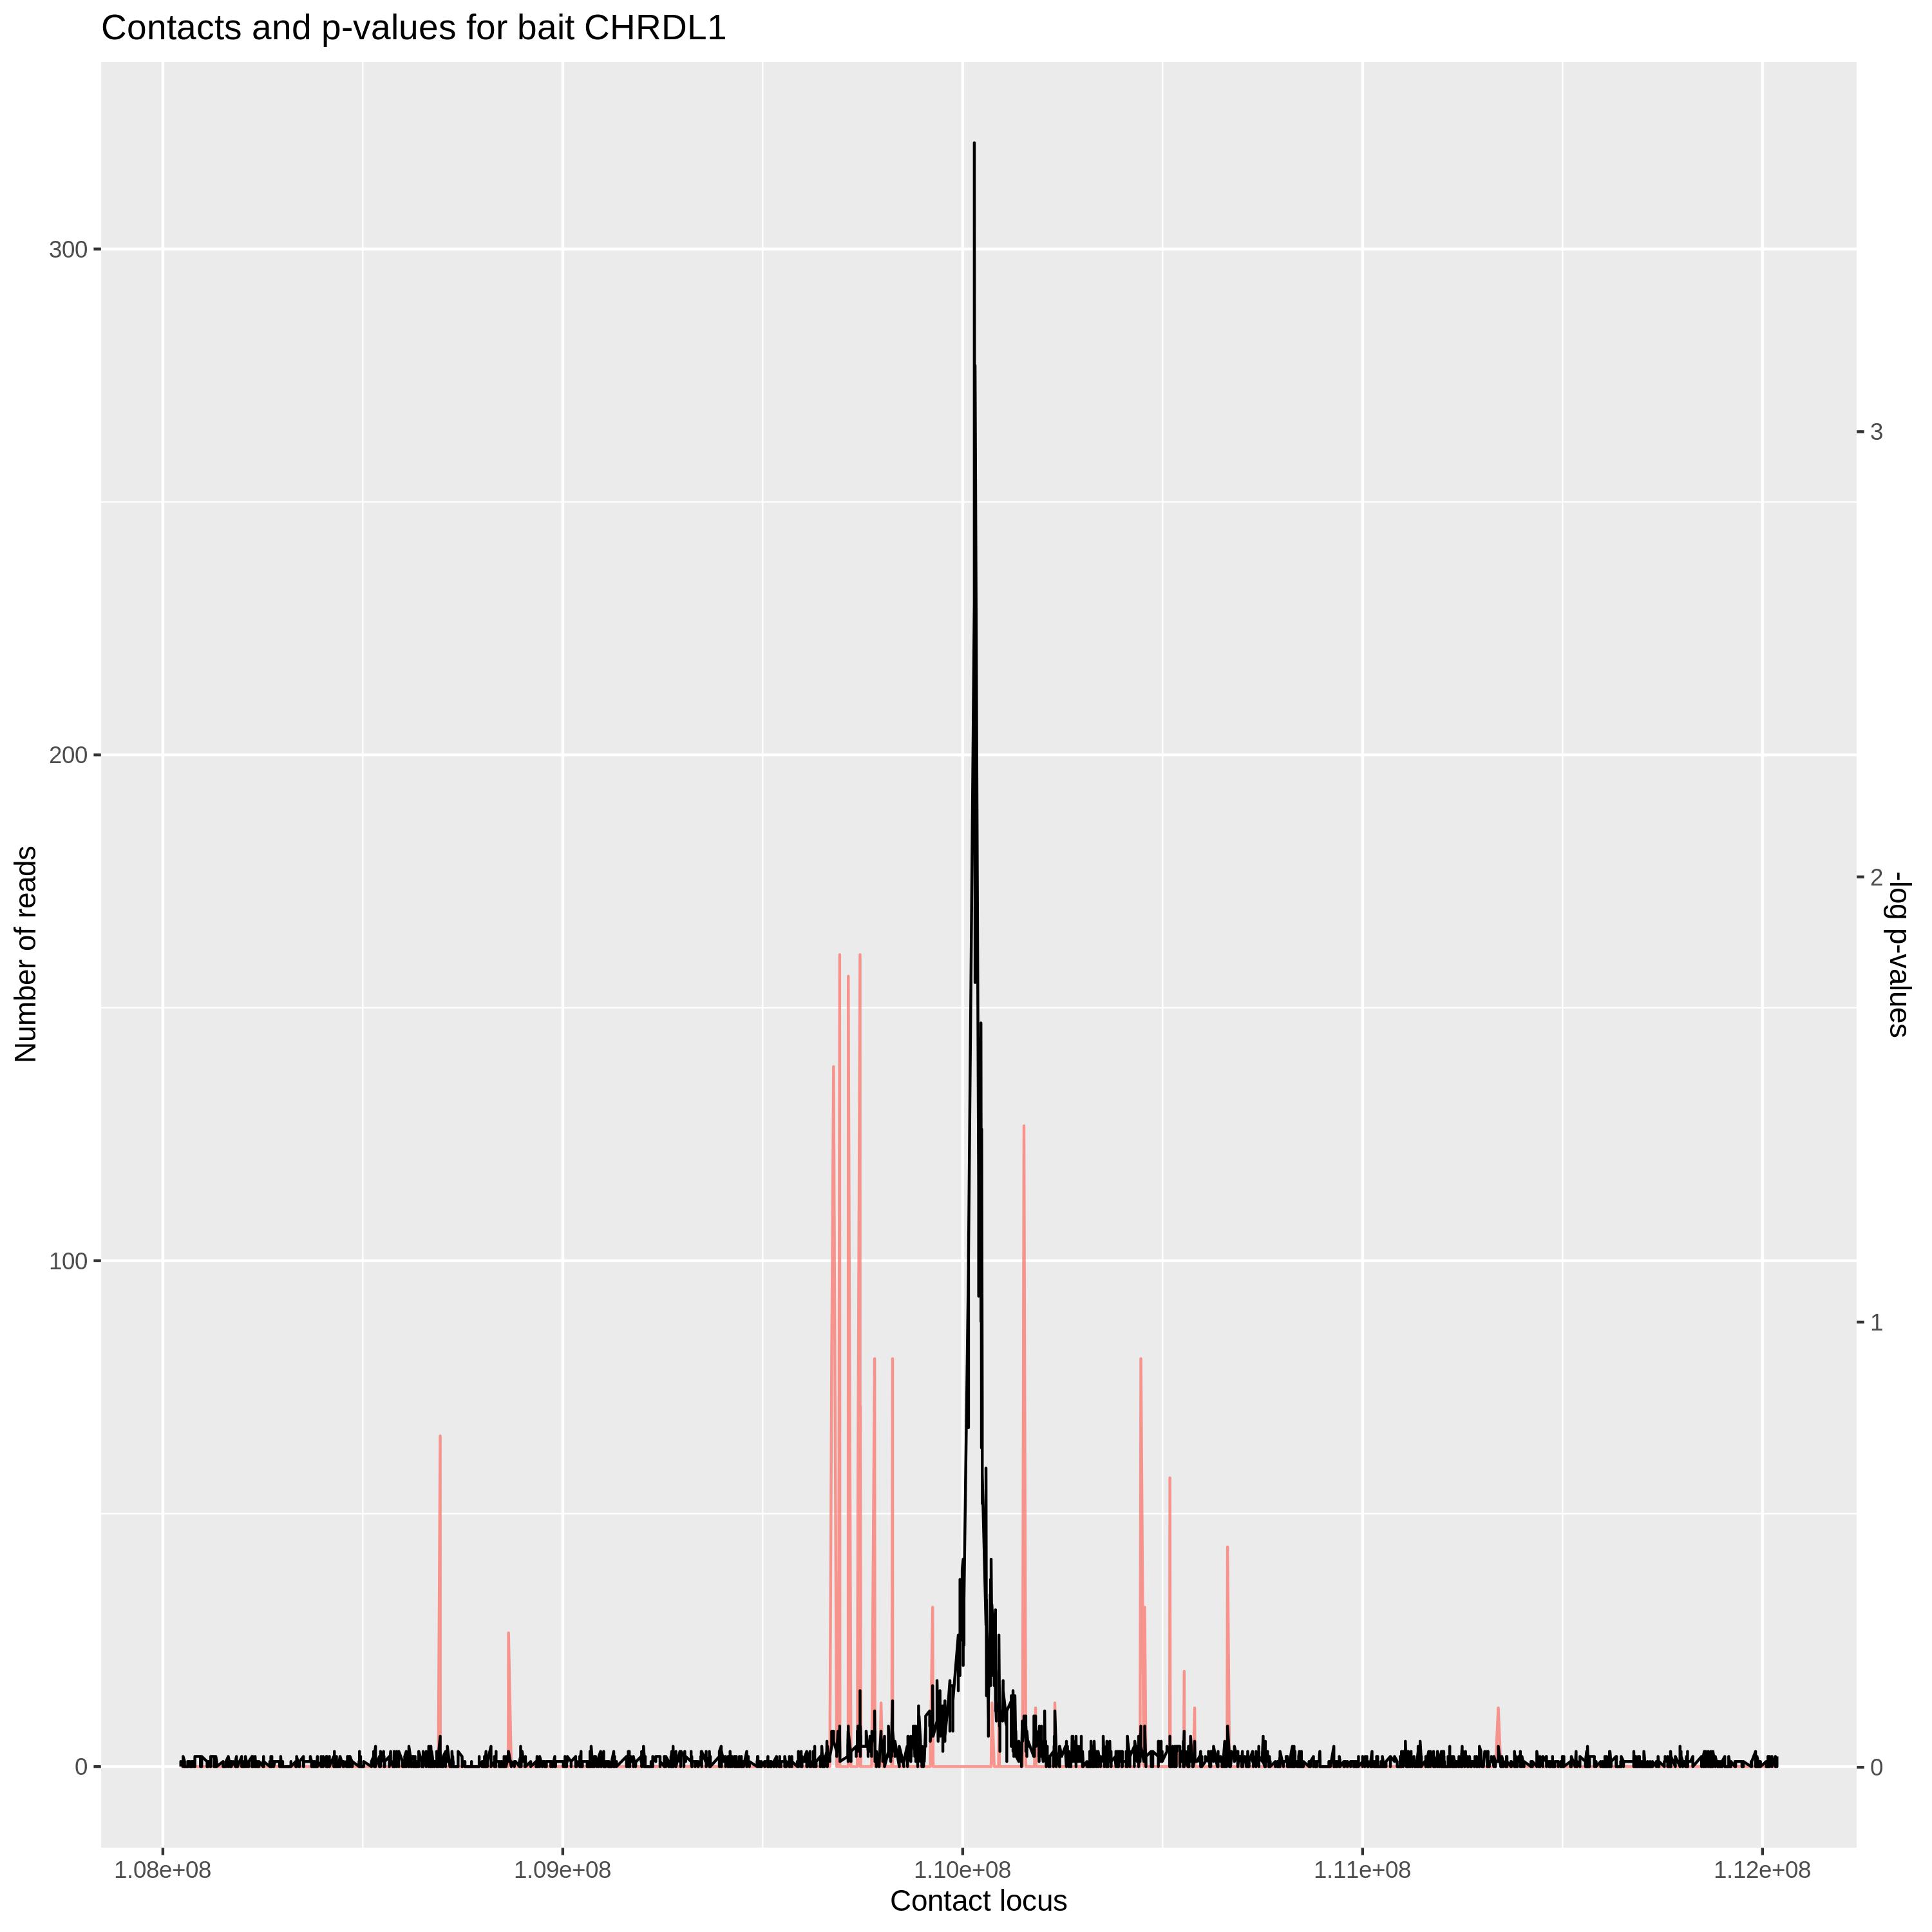 Contacts and p-values for bait CHRDL1
300
200
100
0
Number of reads
3
2
1
0
-log p-values
1.08e+08 1.09e+08 1.10e+08 1.11e+08 1.12e+08
Contact locus